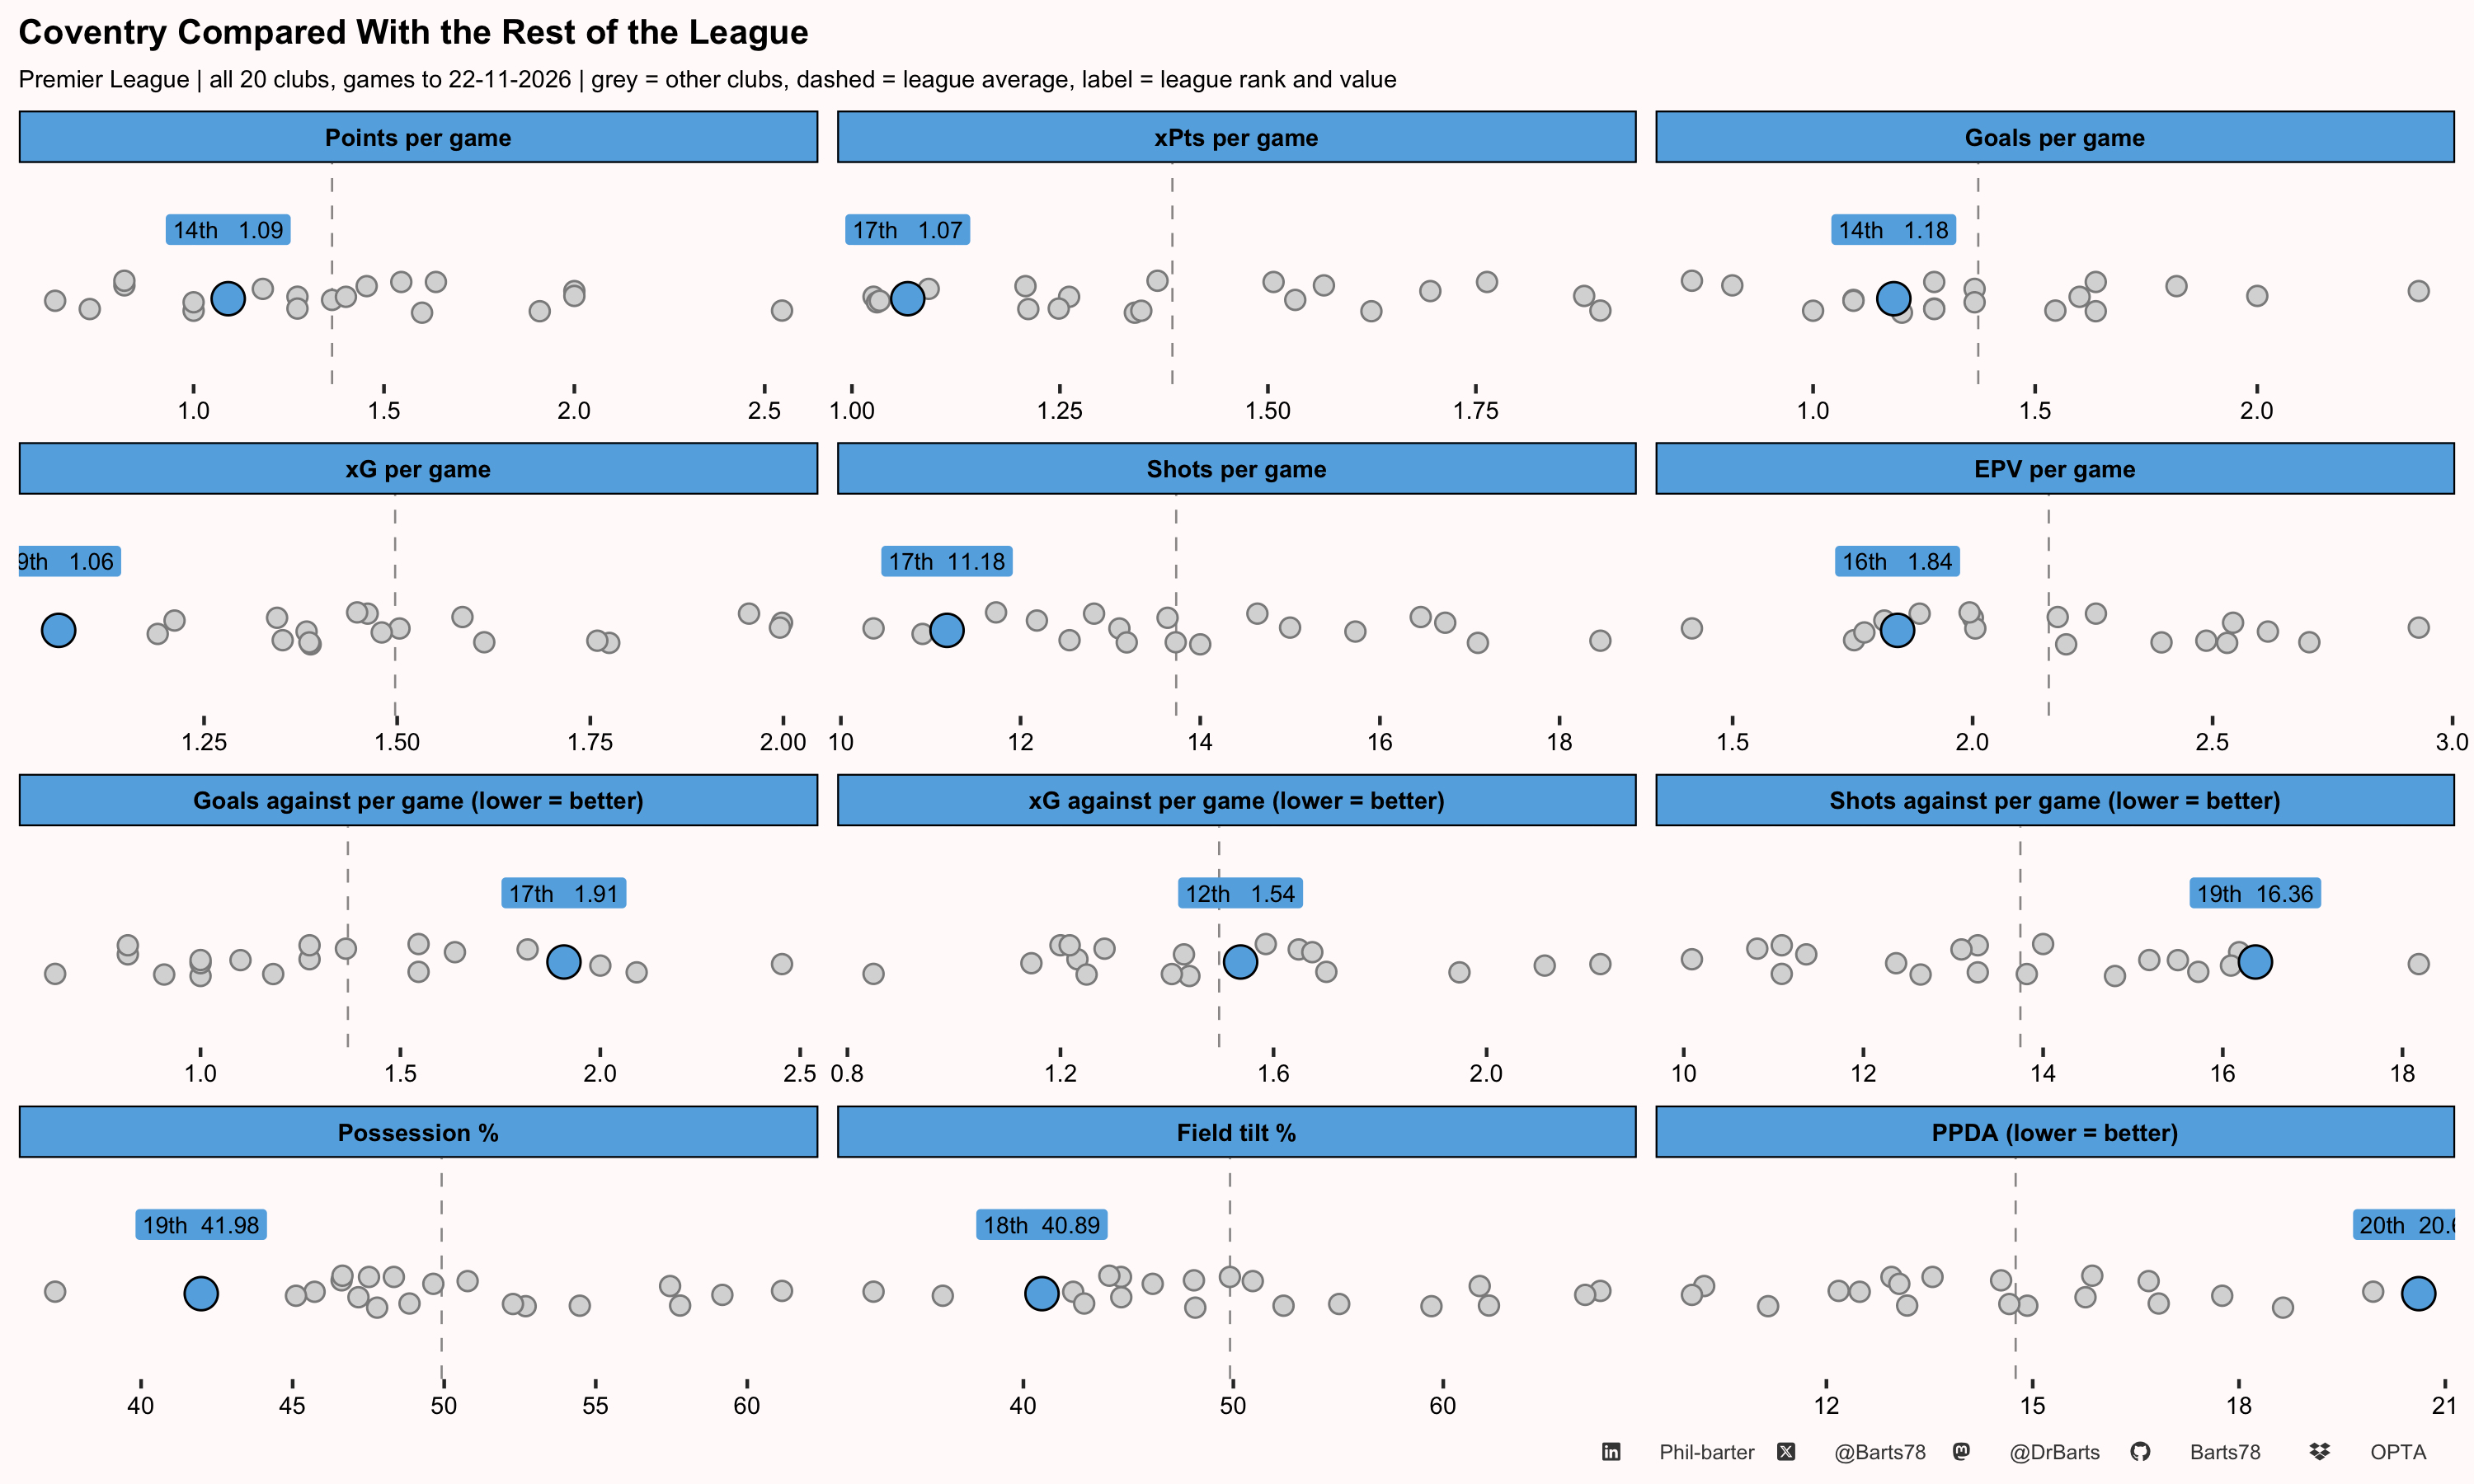 Coventry Compared With the Rest of the League
Premier League | all 20 clubs, games to 22-11-2026 | grey = other clubs, dashed = league average, label = league rank and value
Points per game
xPts per game
Goals per game
14th 1.09
17th 1.07
14th 1.18
1.0 1.5 2.0 2.5
1.00 1.25 1.50 1.75
1.0 1.5 2.0
xG per game
Shots per game
EPV per game
9th 1.06
17th 11.18
16th 1.84
1.25 1.50 1.75 2.00
10 12 14 16 18
1.5 2.0 2.5 3.0
Goals against per game (lower = better)
xG against per game (lower = better)
Shots against per game (lower = better)
17th 1.91
12th 1.54
19th 16.36
1.0 1.5 2.0 2.5
0.8 1.2 1.6 2.0
10 12 14 16 18
Possession %
Field tilt %
PPDA (lower = better)
19th 41.98
18th 40.89
20th 20.6
40 45 50 55 60
40 50 60
12 15 18 21
Phil-barter @Barts78 @DrBarts Barts78 OPTA